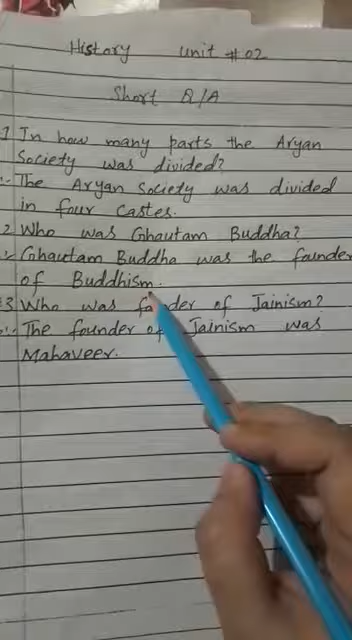 History unit # 02
Short Q/A
1 In how many parts the Aryan
Society was divided?
The Aryan Society was divided
in four castes.
2 Who was Ghautam Buddha?
Ghautam Buddha was the founder
of Buddhism.
3 Who was founder of Jainism?
The founder of Jainism was
Mahaveer.